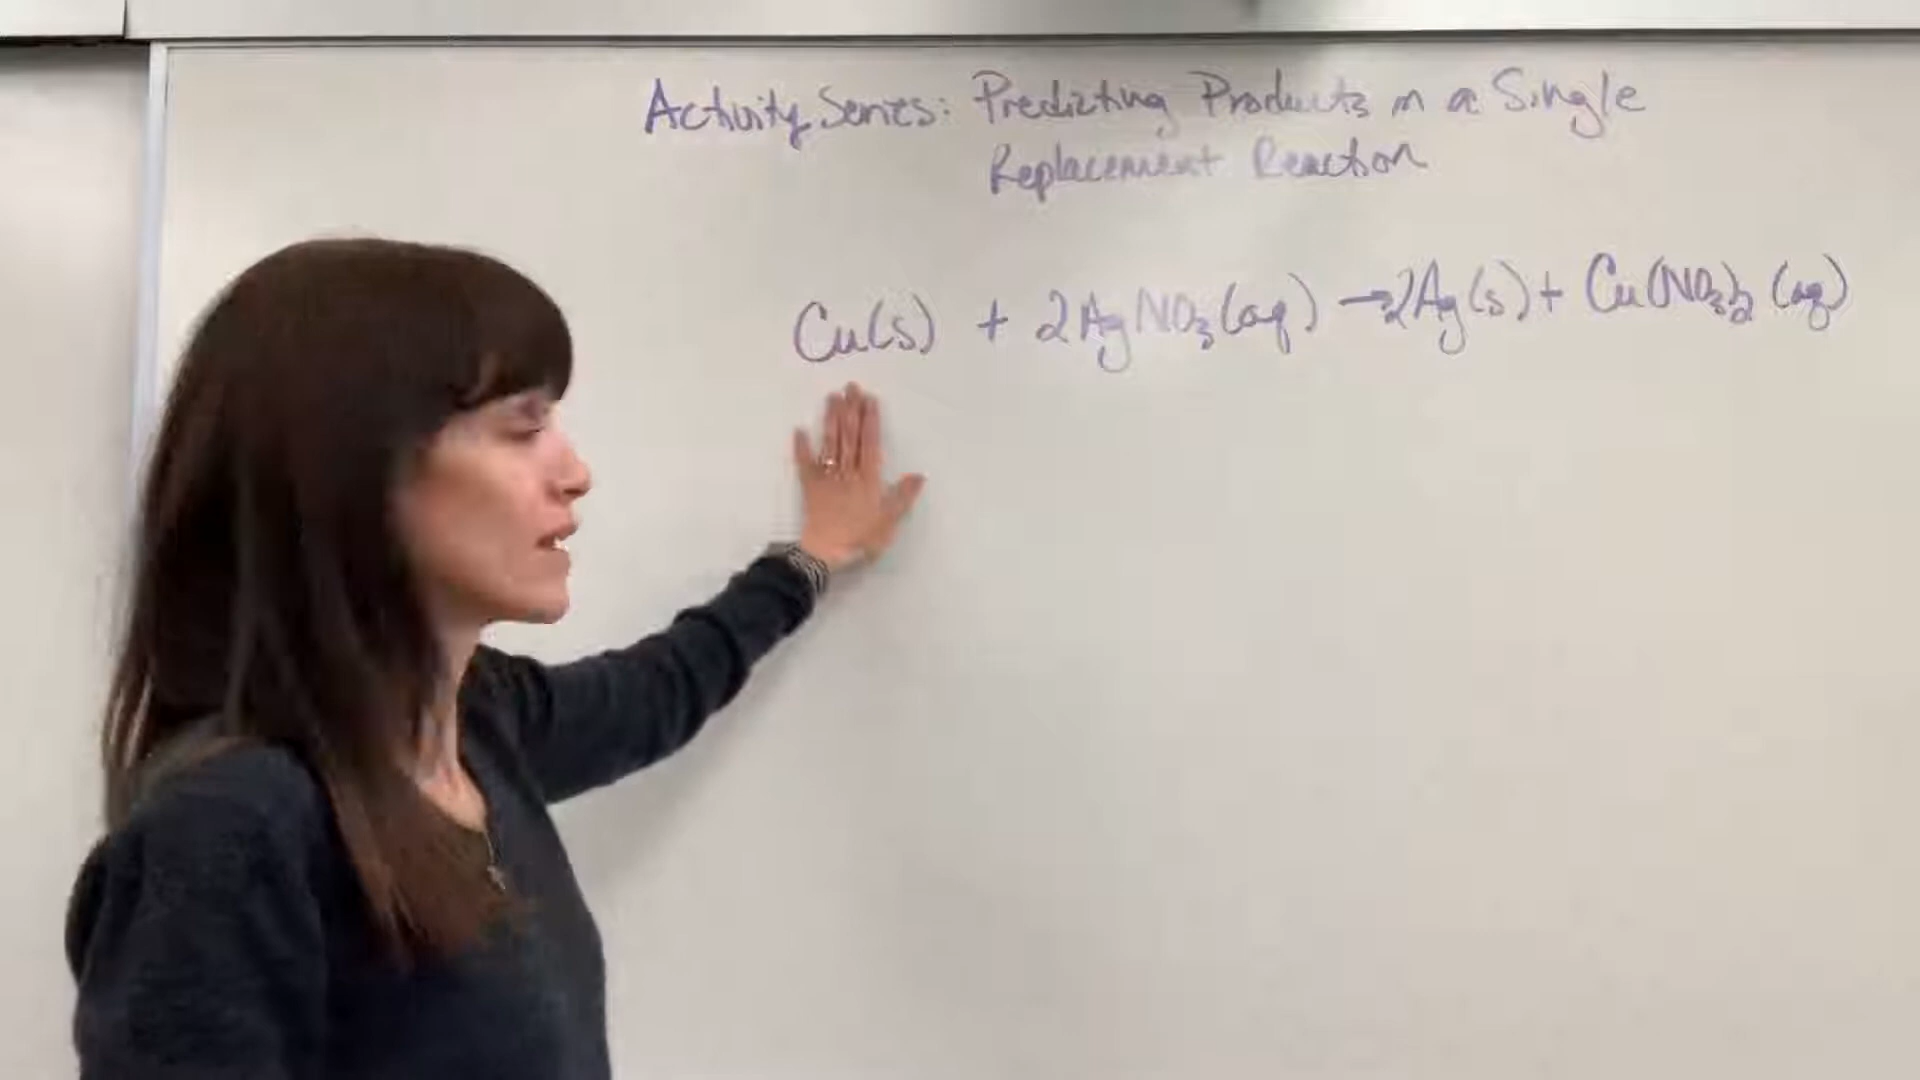 Activity Series: Predicting Products in a Single
Replacement Reaction
Cu(s) + 2AgNO₃(aq) → 2Ag(s) + Cu(NO₃)₂ (aq)